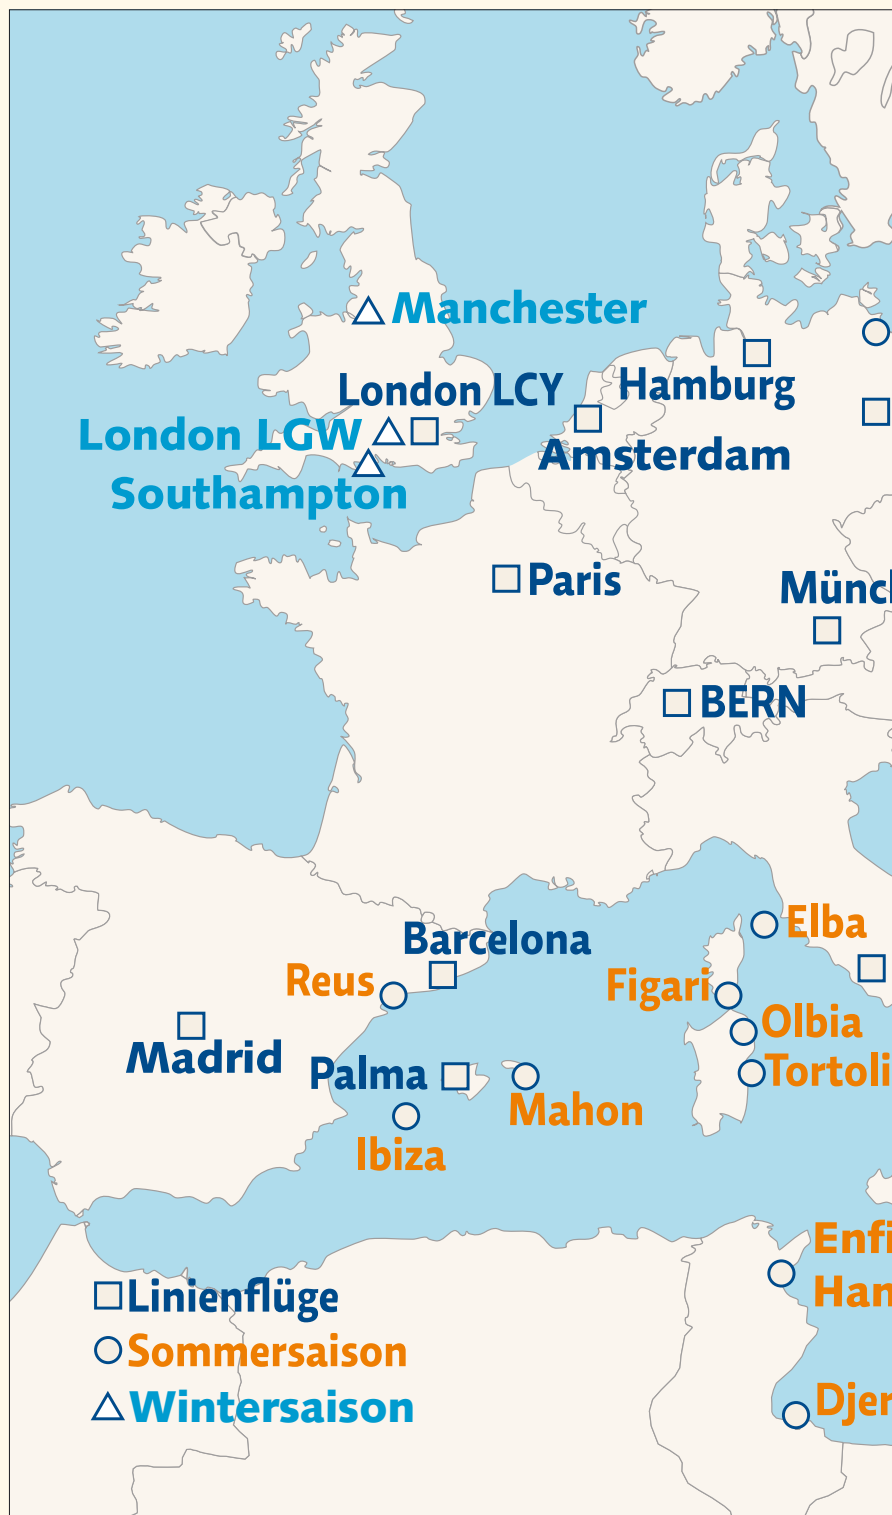 Manchester
London LCY
Hamburg
London LGW
Amsterdam
Southampton
Paris
BERN
Elba
Barcelona
Reus
Figari
Olbia
Madrid
Palma
Tortoli
Mahon
Ibiza
Linienflüge
Sommersaison
Wintersaison